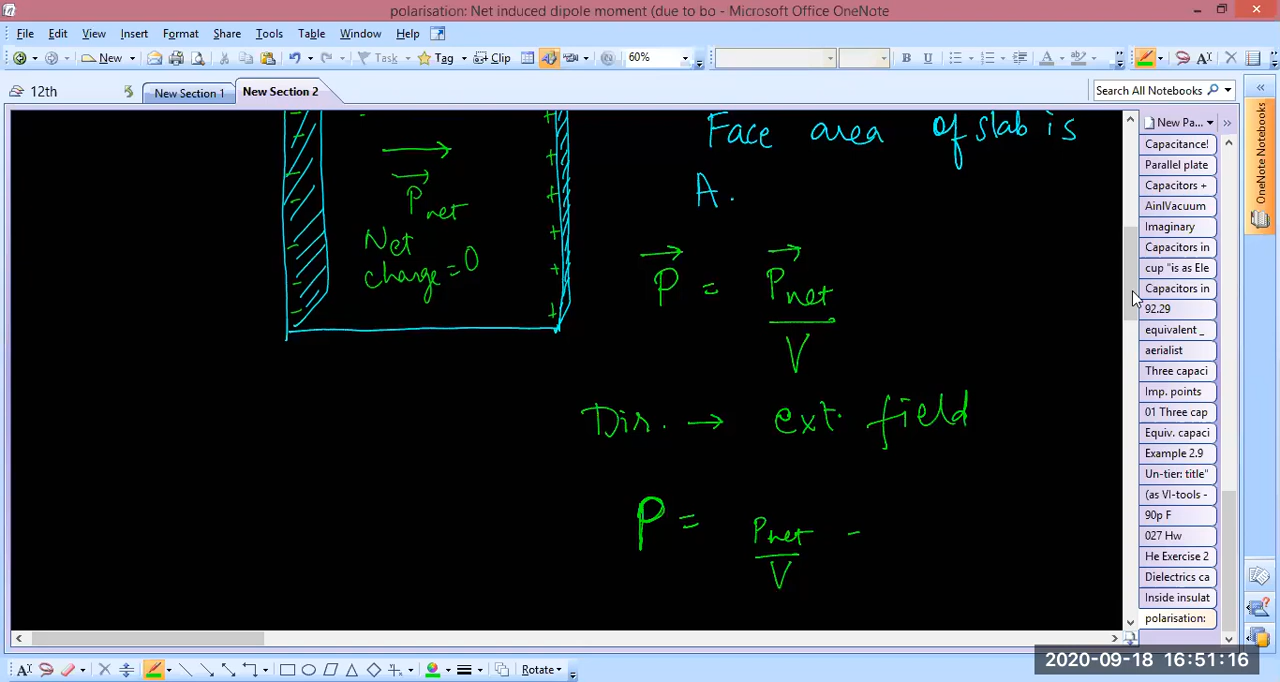 polarisation: Net induced dipole moment (due to bo - Microsoft Office OneNote
File Edit View Insert Format Share Tools Table Window Help
New Task Tag Clip 60% B U A ab
12th New Section 1 New Section 2 Search All Notebooks
New Pa...
Capacitance!
Parallel plate
Capacitors +
AinlVacuum
Imaginary
Capacitors in
cup "is as Ele
Capacitors in
92.29
equivalent _
aerialist
Three capaci
Imp. points
01 Three cap
Equiv. capaci
Example 2.9
Un-tier: title"
(as VI-tools -
90p F
027 Hw
He Exercise 2
Dielectrics ca
Inside insulat
polarisation:
OneNote Notebooks
Face area of slab is
A.
P net
Net
charge = 0
P = P net
V
Dir. → ext. field
P = P net -
V
2020-09-18 16:51:16
Rotate